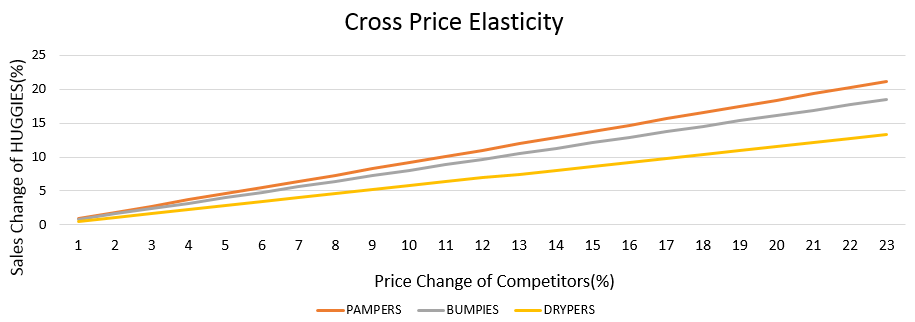 Cross Price Elasticity
Sales Change of HUGGIES(%)
25
20
15
10
5
0
1 2 3 4 5 6 7 8 9 10 11 12 13 14 15 16 17 18 19 20 21 22 23
Price Change of Competitors(%)
PAMPERS BUMPIES DRYPERS